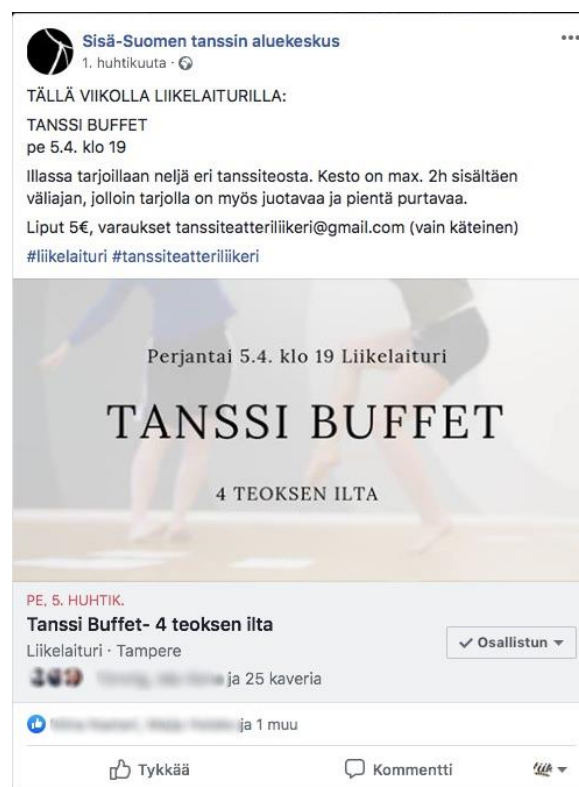 Sisä-Suomen tanssin aluekeskus
1. huhtikuuta ·
TÄLLÄ VIIKOLLA LIIKELAITURILLA:
TANSSI BUFFET
pe 5.4. klo 19
Illassa tarjoillaan neljä eri tanssiteosta. Kesto on max. 2h sisältäen
väliajan, jolloin tarjolla on myös juotavaa ja pientä purtavaa.
Liput 5€, varaukset tanssiteatteriliikeri@gmail.com (vain käteinen)
#liikelaituri #tanssiteatteriliikeri
Perjantai 5.4. klo 19 Liikelaituri
TANSSI BUFFET
4 TEOKSEN ILTA
PE, 5. HUHTIK.
Tanssi Buffet- 4 teoksen ilta
Liikelaituri · Tampere
✓ Osallistun
ja 25 kaveria
ja 1 muu
Tykkää
Kommentti